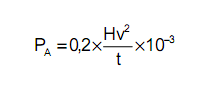 P_A = 0,2 × Hv²/t × 10⁻³